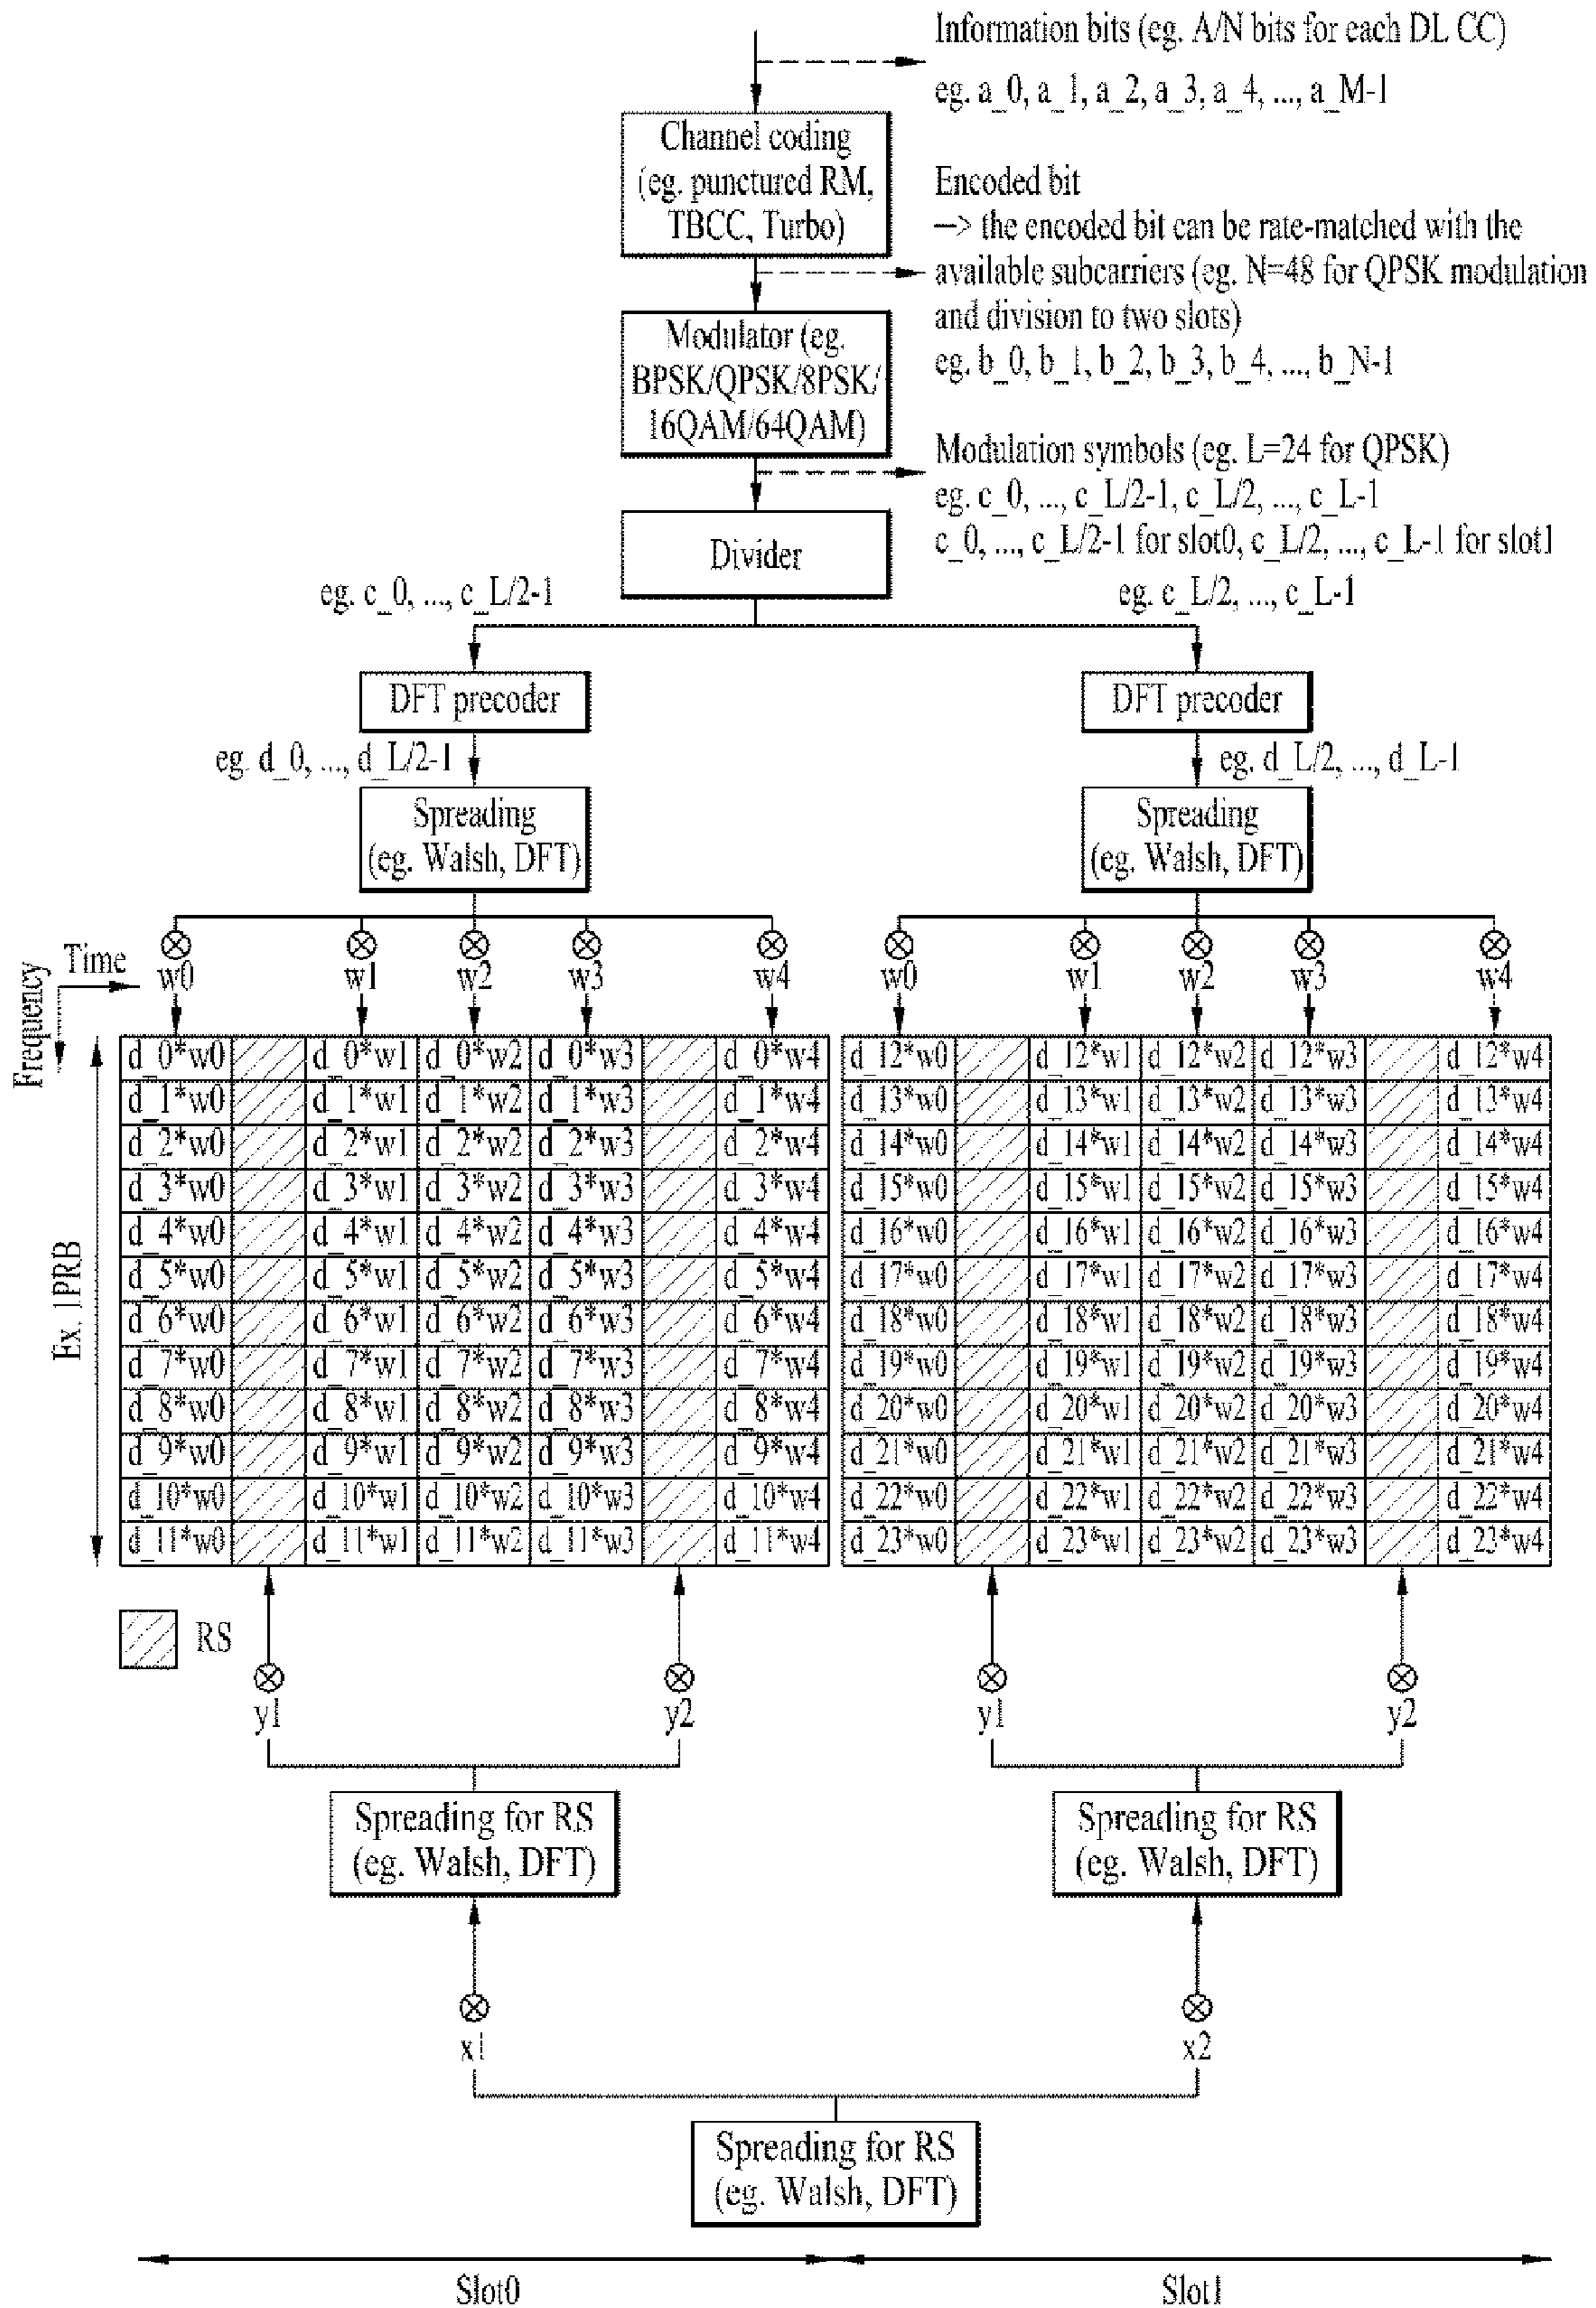 Information bits (eg. A/N bits for each DL CC)
eg. a_0, a_1, a_2, a_3, a_4, ..., a_M-1
Channel coding
(eg. punctured RM,
TBCC, Turbo)
Encoded bit
—> the encoded bit can be rate-matched with the
available subcarriers (eg. N=48 for QPSK modulation
and division to two slots)
eg. b_0, b_1, b_2, b_3, b_4, ..., b_N-1
Modulator (eg.
BPSK/QPSK/8PSK/
16QAM/64QAM)
Modulation symbols (eg. L=24 for QPSK)
eg. c_0, ..., c_L/2-1, c_L/2, ..., c_L-1
c_0, ..., c_L/2-1 for slot0, c_L/2, ..., c_L-1 for slot1
Divider
eg. c_0, ..., c_L/2-1 eg. c_L/2, ..., c_L-1
DFT precoder DFT precoder
eg. d_0, ..., d_L/2-1 eg. d_L/2, ..., d_L-1
Spreading Spreading
(eg. Walsh, DFT) (eg. Walsh, DFT)
Time
Frequency
w0 w1 w2 w3 w4 w0 w1 w2 w3 w4
d_0*w0 d_0*w1 d_0*w2 d_0*w3 d_0*w4 d_12*w0 d_12*w1 d_12*w2 d_12*w3 d_12*w4
d_1*w0 d_1*w1 d_1*w2 d_1*w3 d_1*w4 d_13*w0 d_13*w1 d_13*w2 d_13*w3 d_13*w4
d_2*w0 d_2*w1 d_2*w2 d_2*w3 d_2*w4 d_14*w0 d_14*w1 d_14*w2 d_14*w3 d_14*w4
d_3*w0 d_3*w1 d_3*w2 d_3*w3 d_3*w4 d_15*w0 d_15*w1 d_15*w2 d_15*w3 d_15*w4
d_4*w0 d_4*w1 d_4*w2 d_4*w3 d_4*w4 d_16*w0 d_16*w1 d_16*w2 d_16*w3 d_16*w4
d_5*w0 d_5*w1 d_5*w2 d_5*w3 d_5*w4 d_17*w0 d_17*w1 d_17*w2 d_17*w3 d_17*w4
d_6*w0 d_6*w1 d_6*w2 d_6*w3 d_6*w4 d_18*w0 d_18*w1 d_18*w2 d_18*w3 d_18*w4
d_7*w0 d_7*w1 d_7*w2 d_7*w3 d_7*w4 d_19*w0 d_19*w1 d_19*w2 d_19*w3 d_19*w4
d_8*w0 d_8*w1 d_8*w2 d_8*w3 d_8*w4 d_20*w0 d_20*w1 d_20*w2 d_20*w3 d_20*w4
d_9*w0 d_9*w1 d_9*w2 d_9*w3 d_9*w4 d_21*w0 d_21*w1 d_21*w2 d_21*w3 d_21*w4
d_10*w0 d_10*w1 d_10*w2 d_10*w3 d_10*w4 d_22*w0 d_22*w1 d_22*w2 d_22*w3 d_22*w4
d_11*w0 d_11*w1 d_11*w2 d_11*w3 d_11*w4 d_23*w0 d_23*w1 d_23*w2 d_23*w3 d_23*w4
Ex. 1PRB
RS
y1 y2 y1 y2
Spreading for RS Spreading for RS
(eg. Walsh, DFT) (eg. Walsh, DFT)
x1 x2
Spreading for RS
(eg. Walsh, DFT)
Slot0 Slot1